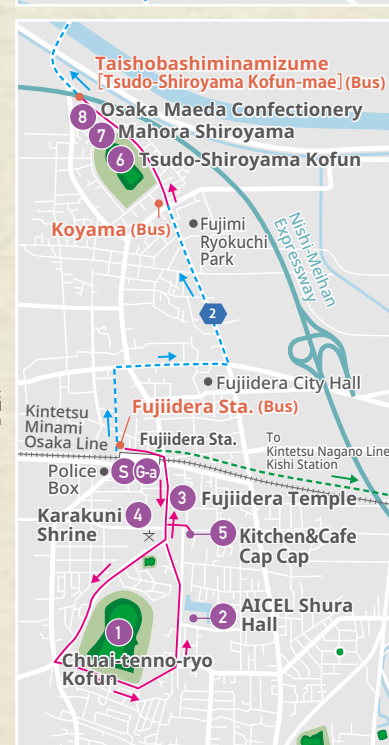 Taishobashiminamizume
[Tsudo-Shiroyama Kofun-mae] (Bus)
8
Osaka Maeda Confectionery
7
Mahora Shiroyama
6
Tsudo-Shiroyama Kofun
Koyama (Bus)
Fujimi
Ryokuchi
Park
Nishi-Meihan
Expressway
2
Fujiidera City Hall
Kintetsu
Minami
Osaka Line
Fujiidera Sta. (Bus)
Fujiidera Sta.
To
Kintetsu Nagano Line
Kishi Station
Police
Box
S
G-a
3
Fujiidera Temple
Karakuni
Shrine
4
5
Kitchen&Cafe
Cap Cap
AICEL Shura
Hall
2
1
Chuai-tenno-ryo
Kofun